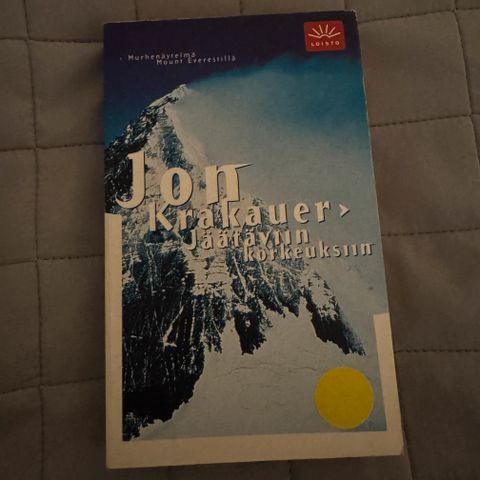 Murhenäytelmä
Mount Everestillä
LOISTO
Jon
Krakauer
Jäätäviin
korkeuksiin